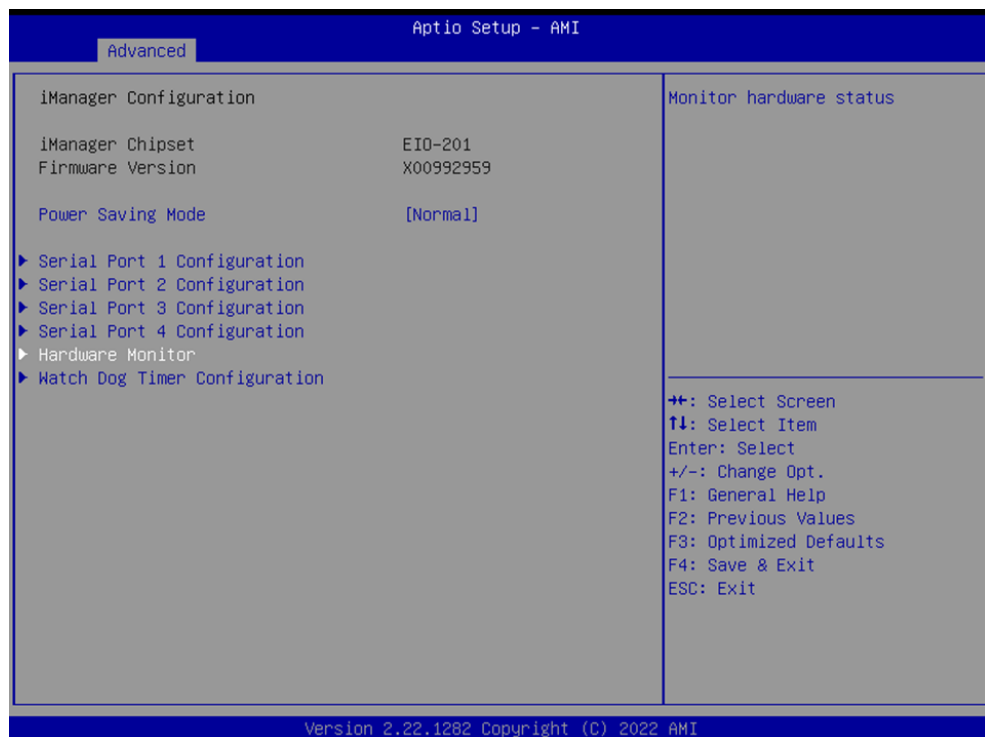 Aptio Setup – AMI
Advanced
iManager Configuration
iManager Chipset EIO-201
Firmware Version X00992959
Power Saving Mode [Normal]
▶ Serial Port 1 Configuration
▶ Serial Port 2 Configuration
▶ Serial Port 3 Configuration
▶ Serial Port 4 Configuration
▶ Hardware Monitor
▶ Watch Dog Timer Configuration
Monitor hardware status
→←: Select Screen
↑↓: Select Item
Enter: Select
+/-: Change Opt.
F1: General Help
F2: Previous Values
F3: Optimized Defaults
F4: Save & Exit
ESC: Exit
Version 2.22.1282 Copyright (C) 2022 AMI